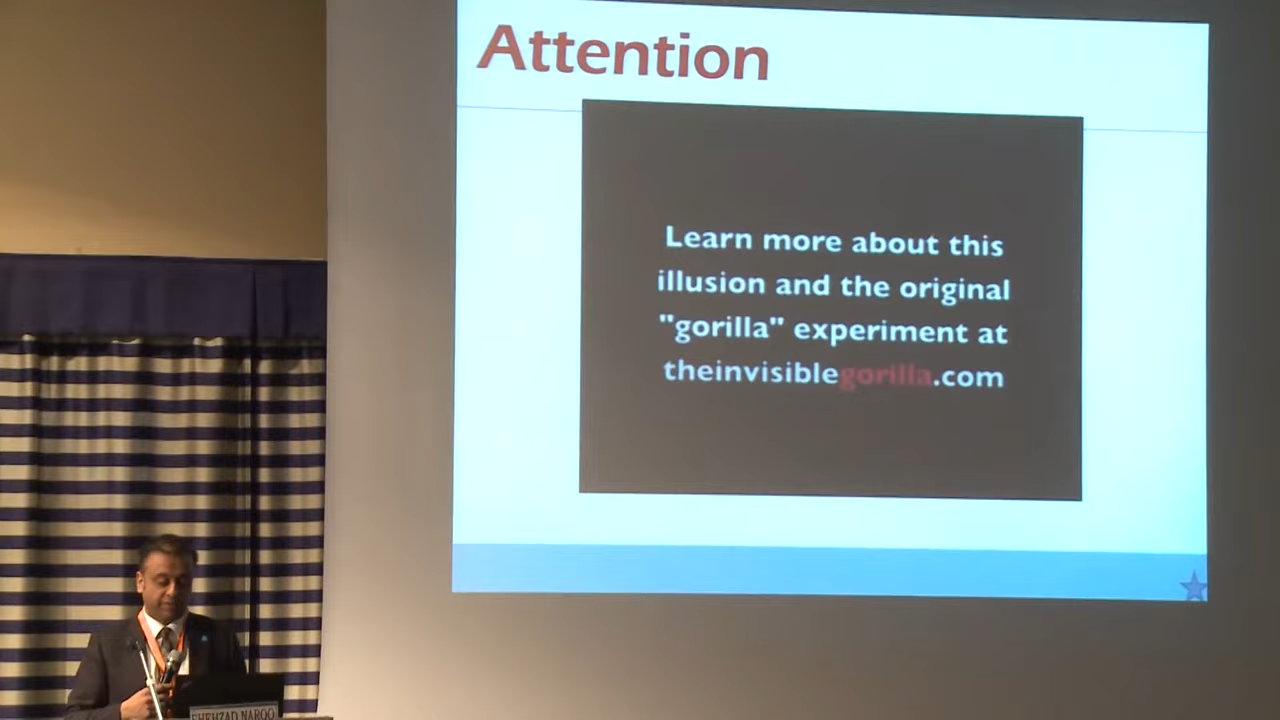 Attention
Learn more about this
illusion and the original
"gorilla" experiment at
theinvisiblegorilla.com
SHEHZAD NAROO